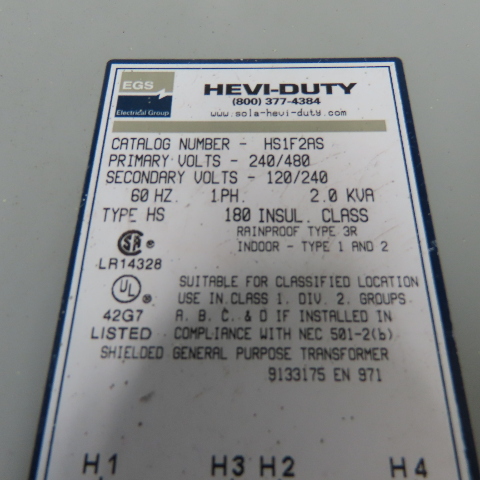 EGS
Electrical Group
HEVI-DUTY
(800) 377-4384
www.sola-hevi-duty.com
CATALOG NUMBER - HS1F2AS
PRIMARY VOLTS - 240/480
SECONDARY VOLTS - 120/240
60 HZ. 1PH. 2.0 KVA
TYPE HS 180 INSUL. CLASS
RAINPROOF TYPE 3R
INDOOR - TYPE 1 AND 2
SA ®
LR14328
UL ®
42G7
LISTED
SUITABLE FOR CLASSIFIED LOCATION
USE IN CLASS 1. DIV. 2. GROUPS
A. B. C. & D IF INSTALLED IN
COMPLIANCE WITH NEC 501-2(b)
SHIELDED GENERAL PURPOSE TRANSFORMER
9133175 EN 971
H1 H3 H2 H4